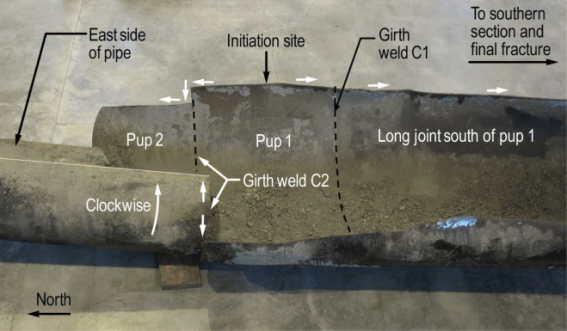 East side
of pipe
Initiation site
Girth
weld C1
To southern
section and
final fracture
Pup 2
Pup 1
Long joint south of pup 1
Girth weld C2
Clockwise
North